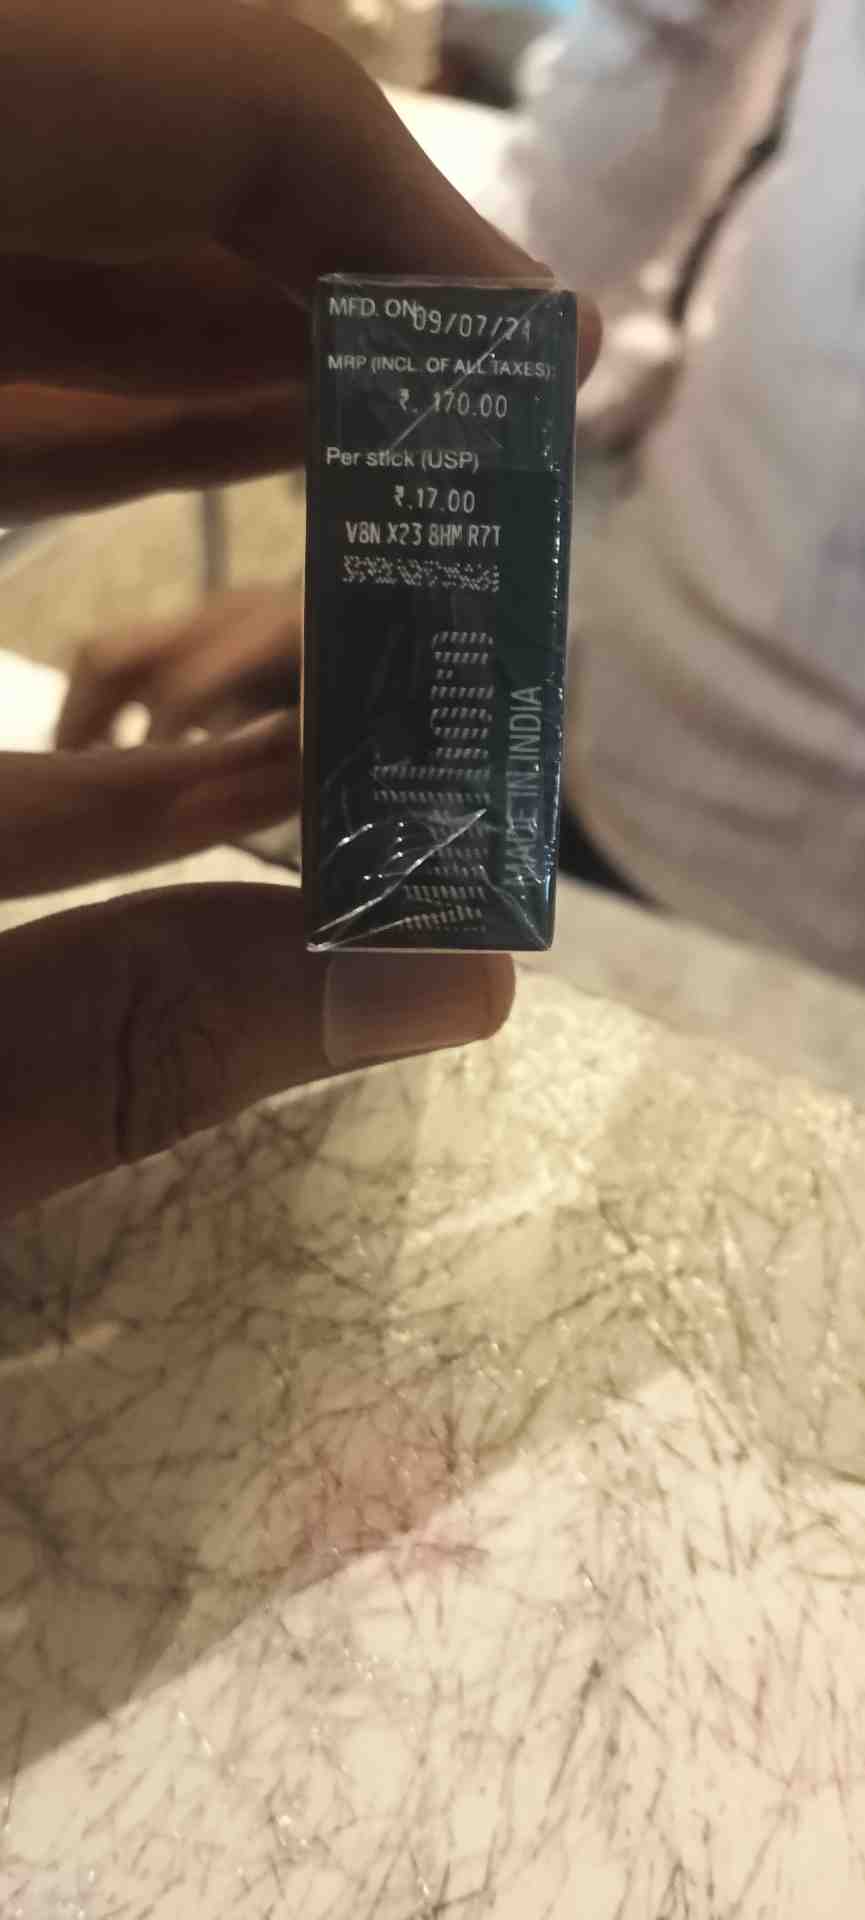 MFD. ON 09/07/24
MRP (INCL. OF ALL TAXES):
₹. 170.00
Per stick (USP)
₹.17.00
V8N X23 8HM R7T
MADE IN INDIA